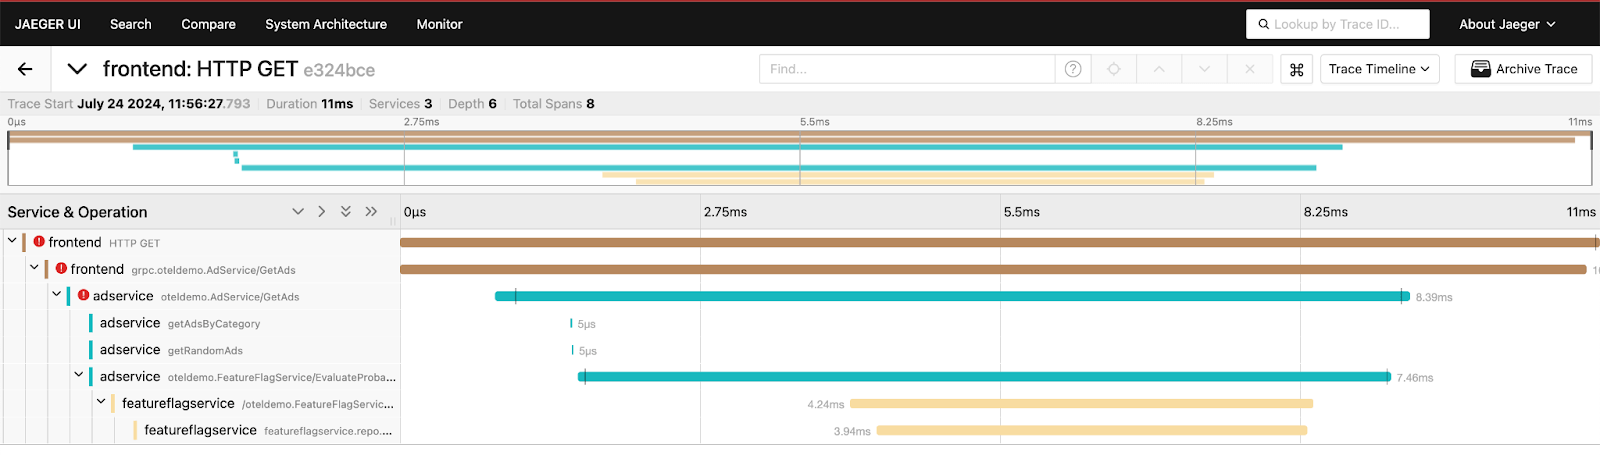 JAEGER UI Search Compare System Architecture Monitor Lookup by Trace ID... About Jaeger
frontend: HTTP GET e324bce Find... Trace Timeline Archive Trace
Trace Start July 24 2024, 11:56:27.793 Duration 11ms Services 3 Depth 6 Total Spans 8
0μs 2.75ms 5.5ms 8.25ms 11ms
Service & Operation 0μs 2.75ms 5.5ms 8.25ms 11ms
frontend HTTP GET
frontend grpc.oteldemo.AdService/GetAds 10
adservice oteldemo.AdService/GetAds 8.39ms
adservice getAdsByCategory 5μs
adservice getRandomAds 5μs
adservice oteldemo.FeatureFlagService/EvaluateProba... 7.46ms
featureflagservice /oteldemo.FeatureFlagServic... 4.24ms
featureflagservice featureflagservice.repo.... 3.94ms